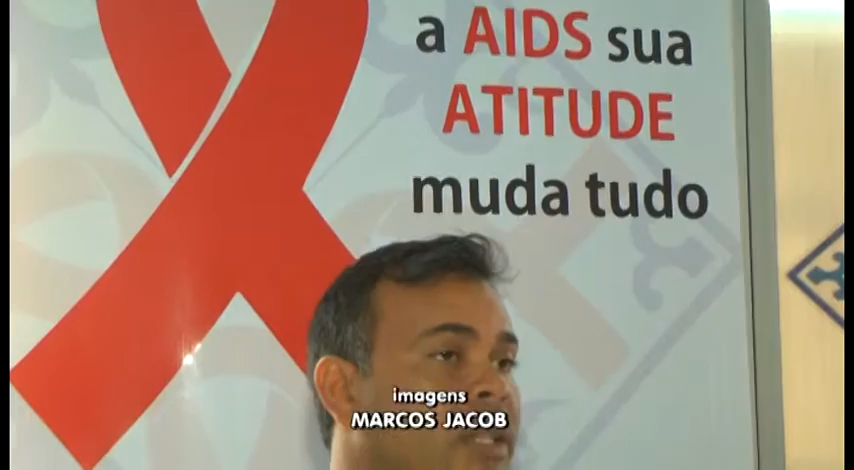 a AIDS sua
ATITUDE
muda tudo
imagens
MARCOS JACOB